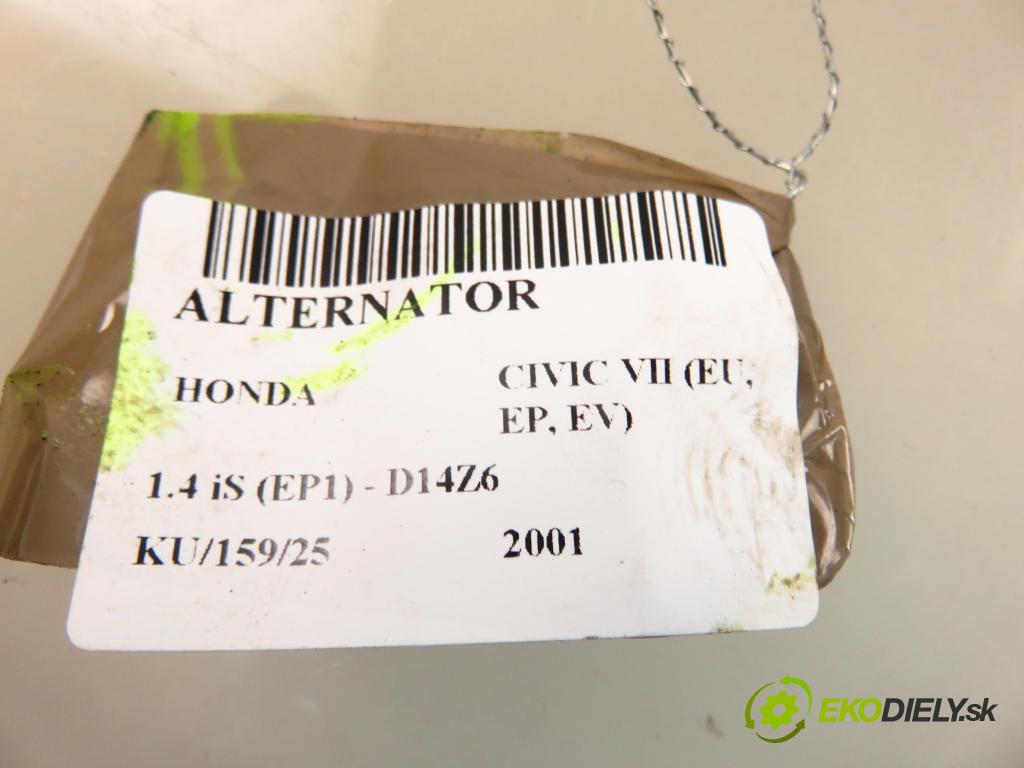 ALTERNATOR
HONDA
CIVIC VII (EU,
EP, EV)
1.4 iS (EP1) - D14Z6
KU/159/25
2001
EKODIELY.sk